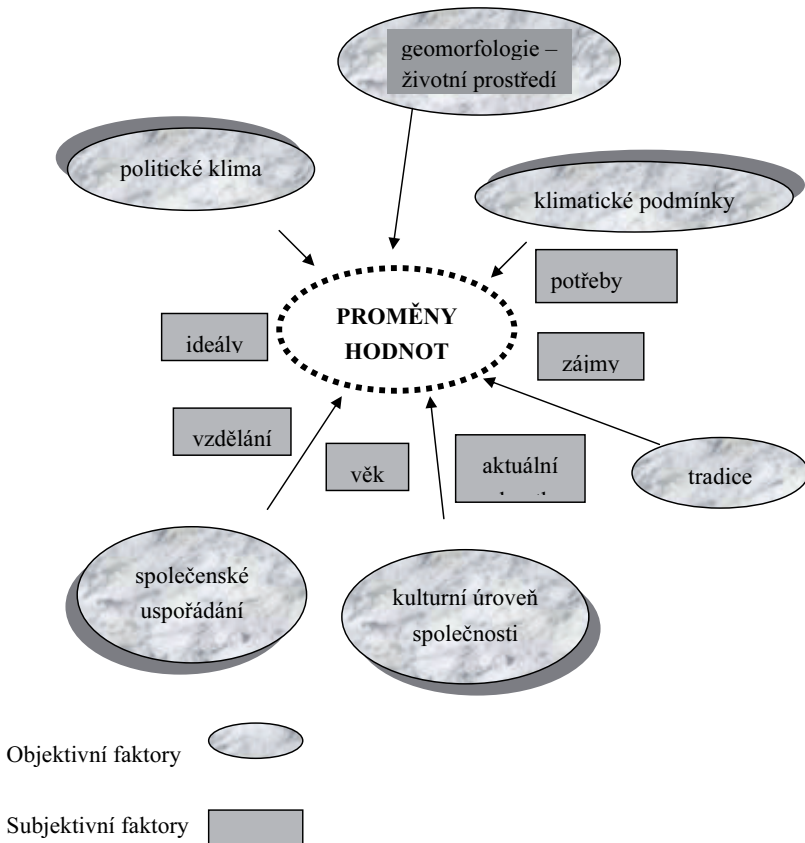 geomorfologie –
životní prostředí
politické klima
klimatické podmínky
potřeby
PROMĚNY
HODNOT
ideály
zájmy
vzdělání
věk
aktuální
tradice
společenské
uspořádání
kulturní úroveň
společnosti
Objektivní faktory
Subjektivní faktory